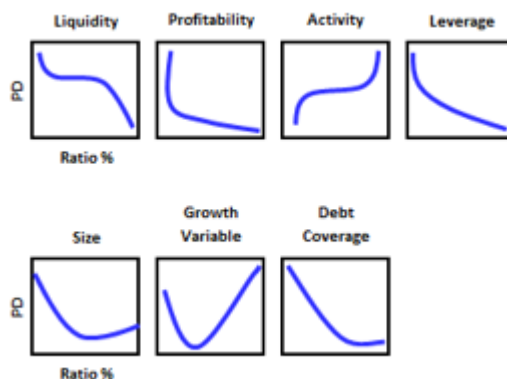 Liquidity Profitability Activity Leverage
PD
Ratio %
Growth Debt
Size Variable Coverage
PD
Ratio %